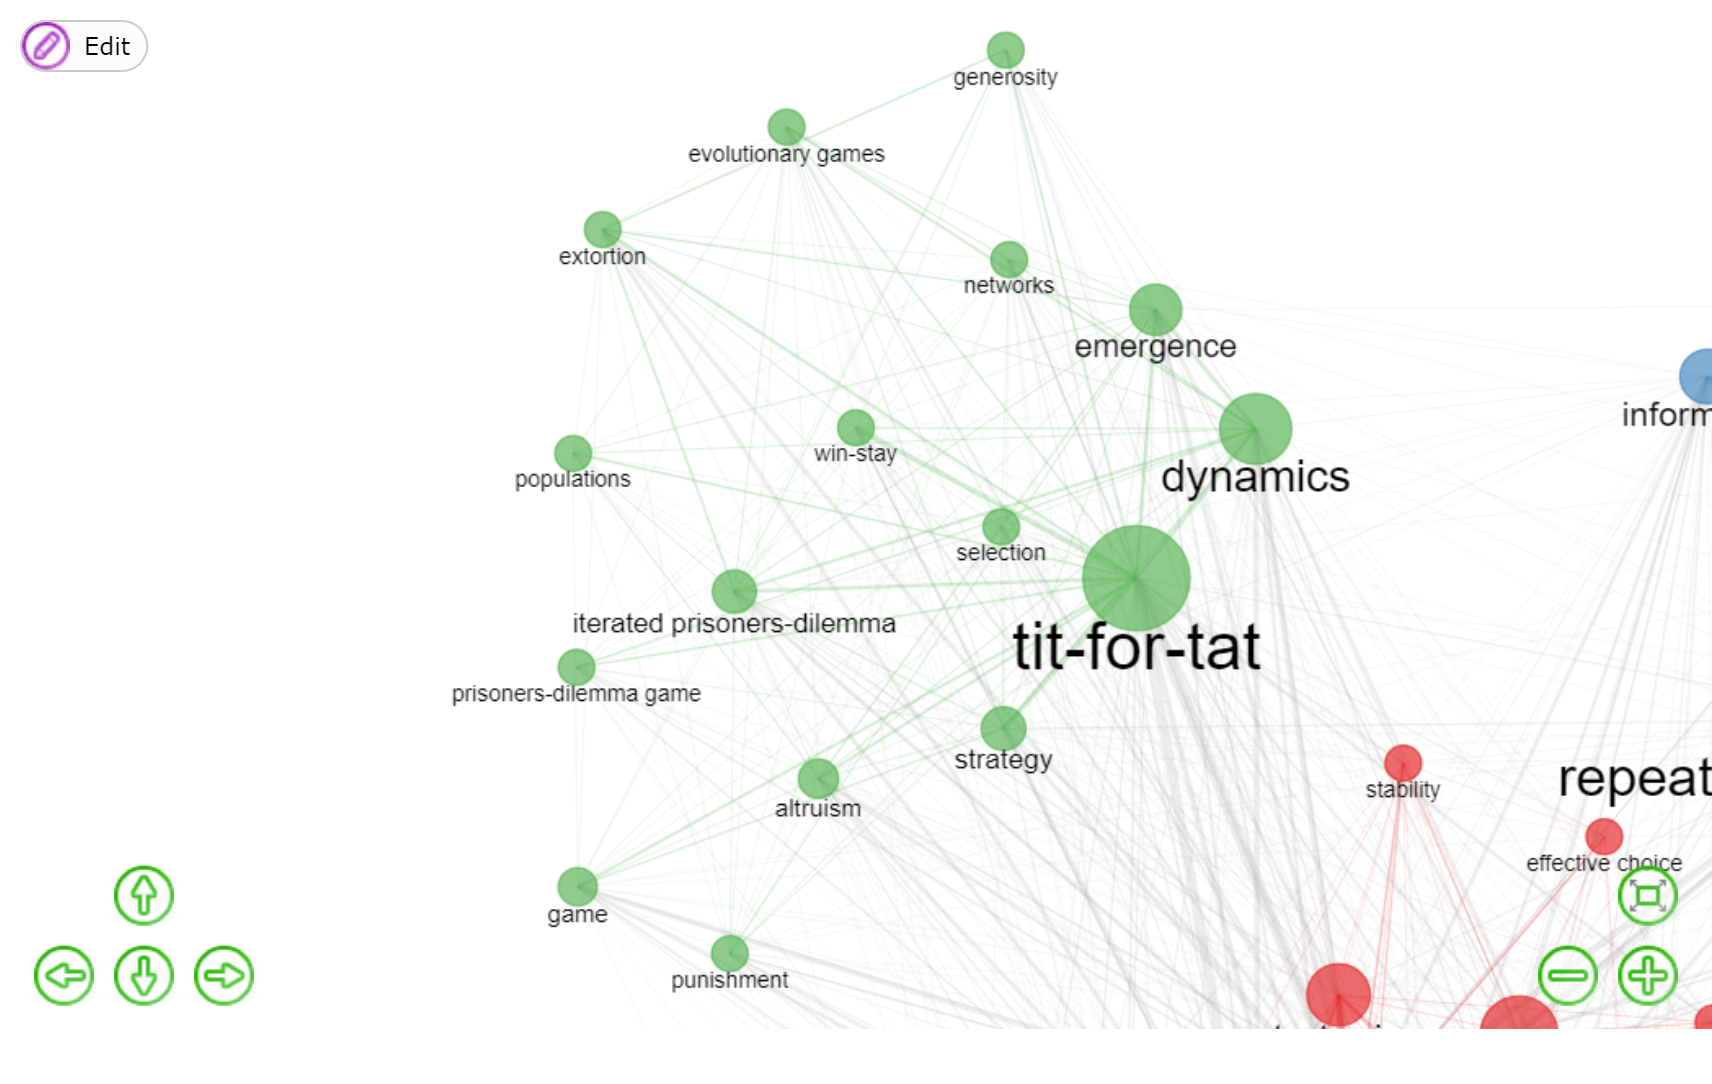 Edit
generosity
evolutionary games
extortion
networks
emergence
inform
win-stay
dynamics
populations
selection
iterated prisoners-dilemma
tit-for-tat
prisoners-dilemma game
strategy
stability
repeat
altruism
effective choice
game
punishment